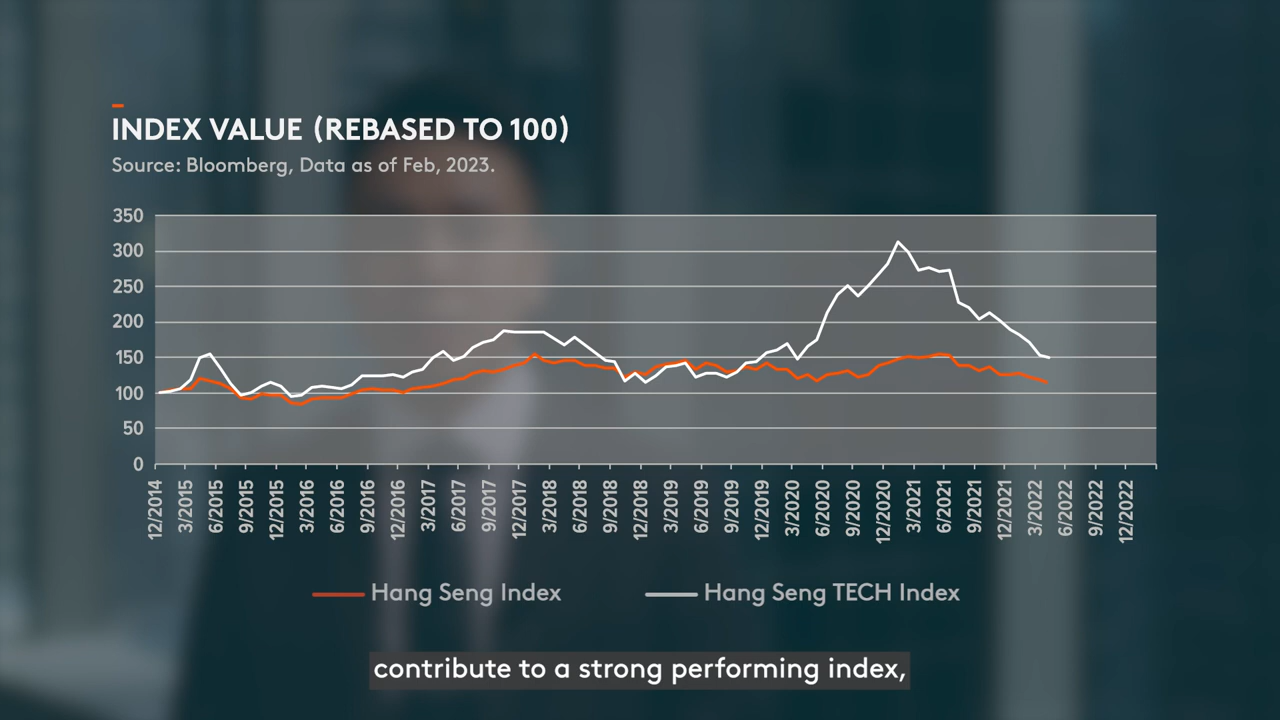 INDEX VALUE (REBASED TO 100)
Source: Bloomberg, Data as of Feb, 2023.
350
300
250
200
150
100
50
0
12/2014 3/2015 6/2015 9/2015 12/2015 3/2016 6/2016 9/2016 12/2016 3/2017 6/2017 9/2017 12/2017 3/2018 6/2018 9/2018 12/2018 3/2019 6/2019 9/2019 12/2019 3/2020 6/2020 9/2020 12/2020 3/2021 6/2021 9/2021 12/2021 3/2022 6/2022 9/2022 12/2022
Hang Seng Index Hang Seng TECH Index
contribute to a strong performing index,